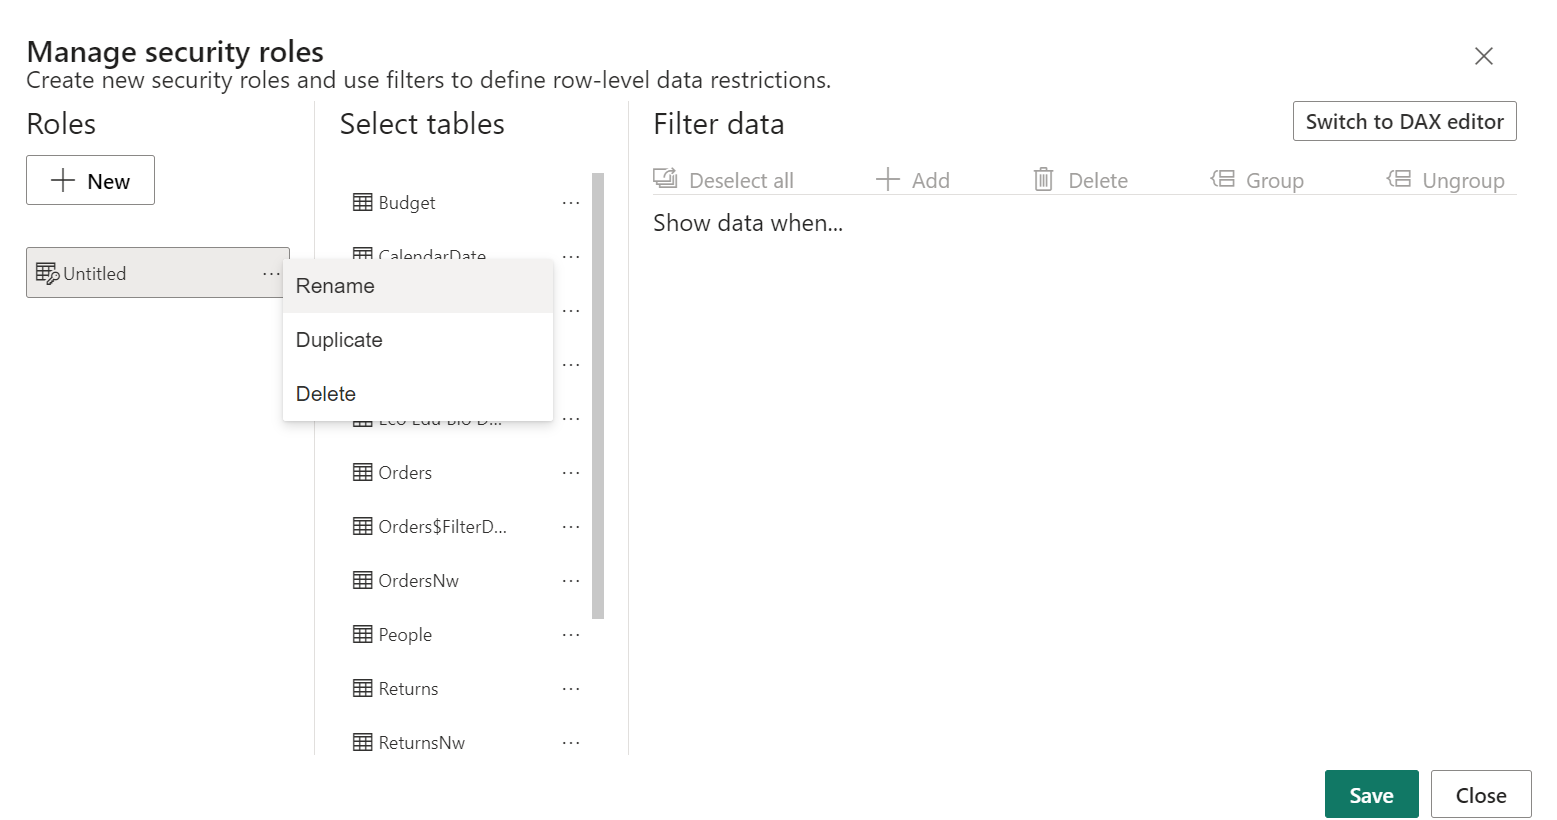 Manage security roles
Create new security roles and use filters to define row-level data restrictions.
Roles
New
Untitled
Rename
Duplicate
Delete
Select tables
Budget
CalendarDate
Orders
Orders$FilterD...
OrdersNw
People
Returns
ReturnsNw
Filter data
Switch to DAX editor
Deselect all
Add
Delete
Group
Ungroup
Show data when...
Save
Close